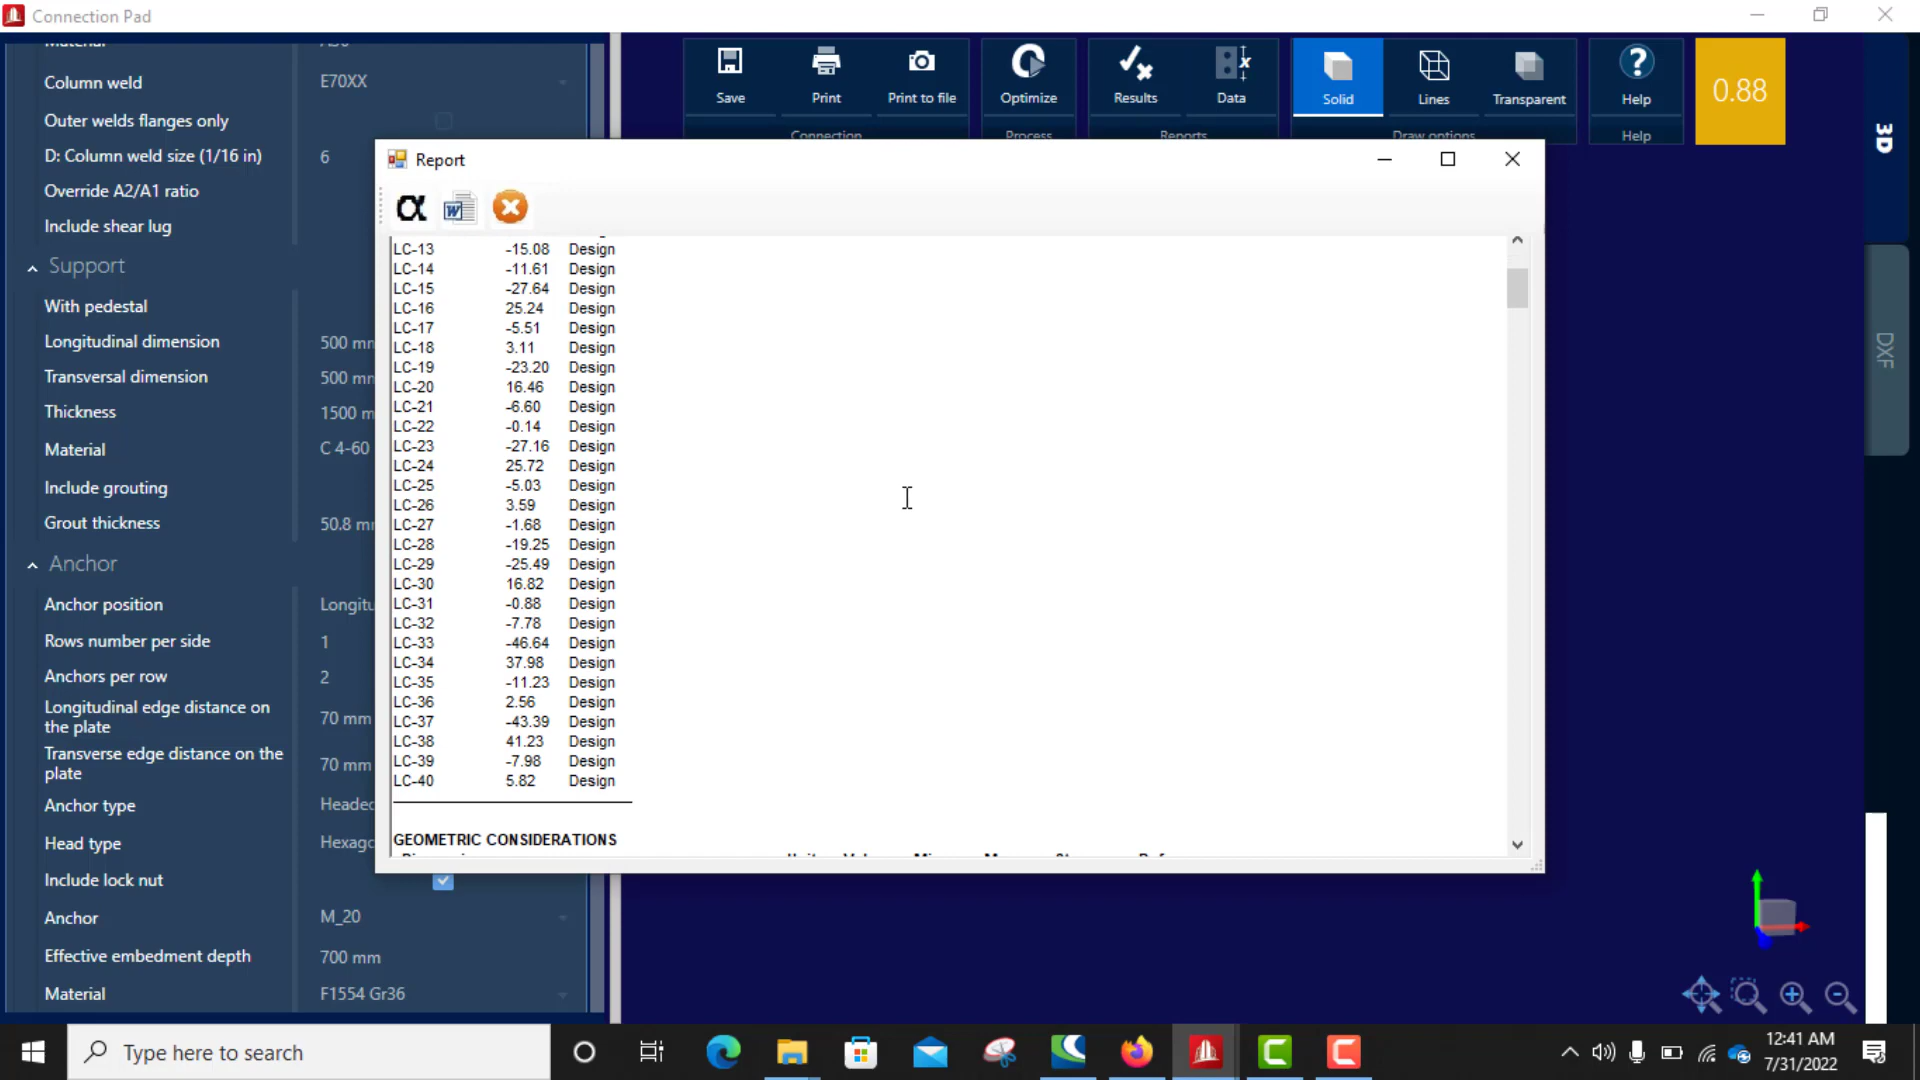 Connection Pad
Column weld E70XX
Outer welds flanges only
D: Column weld size (1/16 in) 6
Override A2/A1 ratio
Include shear lug
Support
With pedestal
Longitudinal dimension 500 mm
Transversal dimension 500 mm
Thickness 1500 m
Material C 4-60
Include grouting
Grout thickness 50.8 m
Anchor
Anchor position Longitu
Rows number per side 1
Anchors per row 2
Longitudinal edge distance on
the plate 70 mm
Transverse edge distance on the
plate 70 mm
Anchor type Headed
Head type Hexago
Include lock nut
Anchor M_20
Effective embedment depth 700 mm
Material F1554 Gr36
Save Print Print to file Optimize Results Data Solid Lines Transparent Help 0.88
Connection Process Reports Draw options Help
3D
DXF
Report
LC-13 -15.08 Design
LC-14 -11.61 Design
LC-15 -27.64 Design
LC-16 25.24 Design
LC-17 -5.51 Design
LC-18 3.11 Design
LC-19 -23.20 Design
LC-20 16.46 Design
LC-21 -6.60 Design
LC-22 -0.14 Design
LC-23 -27.16 Design
LC-24 25.72 Design
LC-25 -5.03 Design
LC-26 3.59 Design
LC-27 -1.68 Design
LC-28 -19.25 Design
LC-29 -25.49 Design
LC-30 16.82 Design
LC-31 -0.88 Design
LC-32 -7.78 Design
LC-33 -46.64 Design
LC-34 37.98 Design
LC-35 -11.23 Design
LC-36 2.56 Design
LC-37 -43.39 Design
LC-38 41.23 Design
LC-39 -7.98 Design
LC-40 5.82 Design
GEOMETRIC CONSIDERATIONS
Type here to search
12:41 AM
7/31/2022